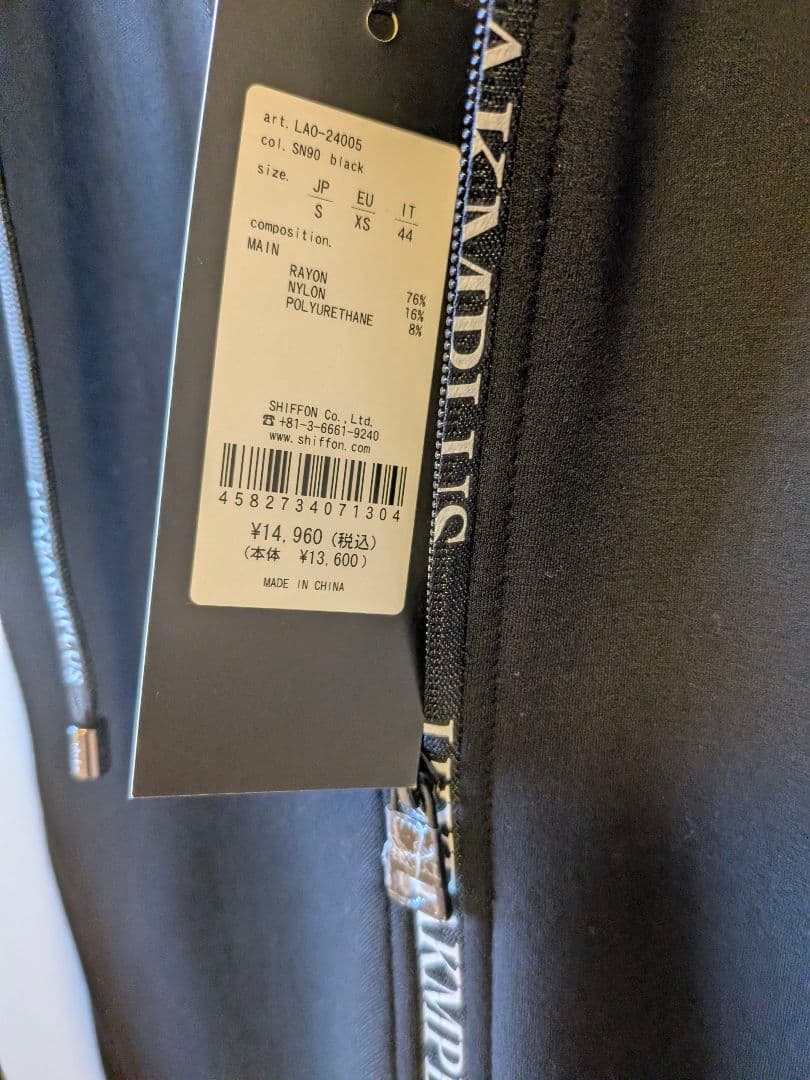 art. LAO-24005
col. SN90 black
size.
JP EU IT
S XS 44
composition.
MAIN
RAYON 76%
NYLON 16%
POLYURETHANE 8%
SHIFFON Co.,Ltd.
☎ +81-3-6661-9240
www.shiffon.com
4582734071304
¥14,960 (税込)
(本体 ¥13,600)
MADE IN CHINA